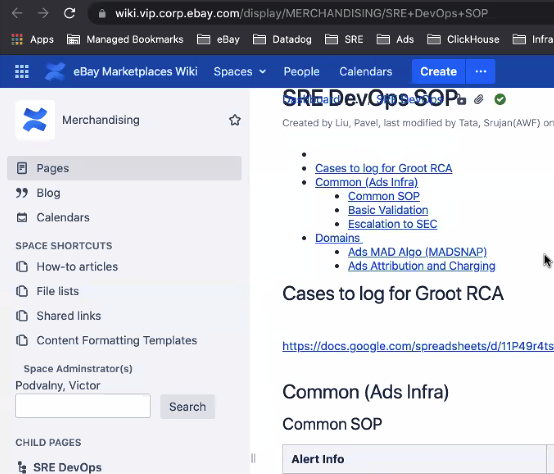 wiki.vip.corp.ebay.com/display/MERCHANDISING/SRE+DevOps+SOP
Apps Managed Bookmarks eBay Datadog SRE Ads ClickHouse Infra
eBay Marketplaces Wiki Spaces People Calendars Create ...
SRE DevOps SOP
Created by Liu, Pavel, last modified by Tata, Srujan(AWF) on
Merchandising
Pages
Blog
Calendars
SPACE SHORTCUTS
How-to articles
File lists
Shared links
Content Formatting Templates
Space Adminstrator(s)
Podvalny, Victor
Search
CHILD PAGES
SRE DevOps
Cases to log for Groot RCA
Common (Ads Infra)
Common SOP
Basic Validation
Escalation to SEC
Domains
Ads MAD Algo (MADSNAP)
Ads Attribution and Charging
Cases to log for Groot RCA
https://docs.google.com/spreadsheets/d/11P49r4ts
Common (Ads Infra)
Common SOP
Alert Info